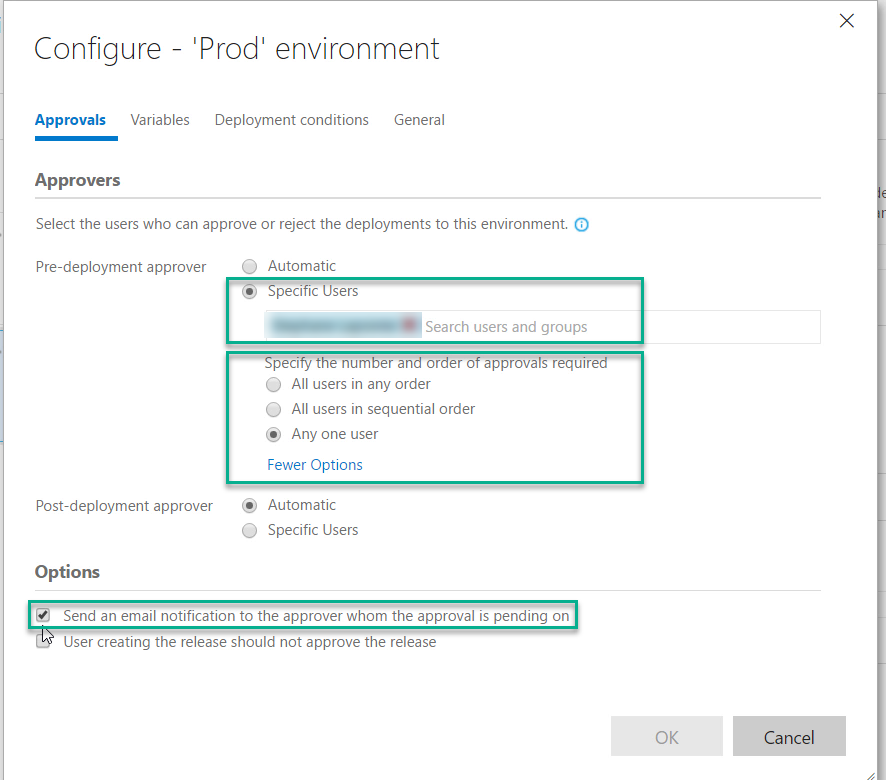 Configure - 'Prod' environment
Approvals Variables Deployment conditions General
Approvers
Select the users who can approve or reject the deployments to this environment.
Pre-deployment approver
Automatic
Specific Users
Search users and groups
Specify the number and order of approvals required
All users in any order
All users in sequential order
Any one user
Fewer Options
Post-deployment approver
Automatic
Specific Users
Options
Send an email notification to the approver whom the approval is pending on
User creating the release should not approve the release
OK Cancel